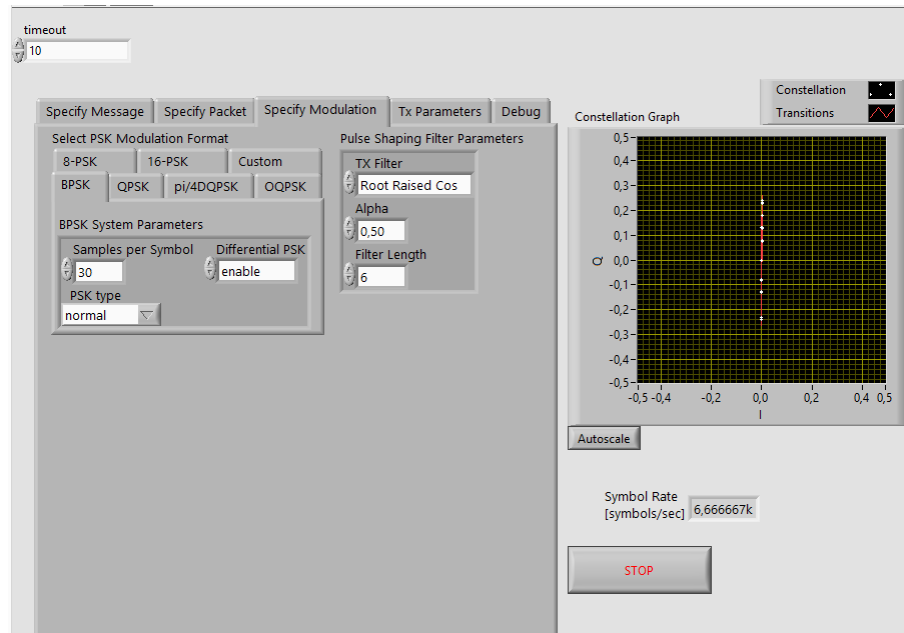 timeout
10
Specify Message Specify Packet Specify Modulation Tx Parameters Debug
Select PSK Modulation Format
8-PSK 16-PSK Custom
BPSK QPSK pi/4DQPSK OQPSK
BPSK System Parameters
Samples per Symbol Differential PSK
30 enable
PSK type
normal
Pulse Shaping Filter Parameters
TX Filter
Root Raised Cos
Alpha
0,50
Filter Length
6
Constellation
Transitions
Constellation Graph
0,5
0,4
0,3
0,2
0,1
0,0
-0,1
-0,2
-0,3
-0,4
-0,5
Q
-0,5 -0,4 -0,2 0,0 0,2 0,4 0,5
I
Autoscale
Symbol Rate
[symbols/sec] 6,666667k
STOP